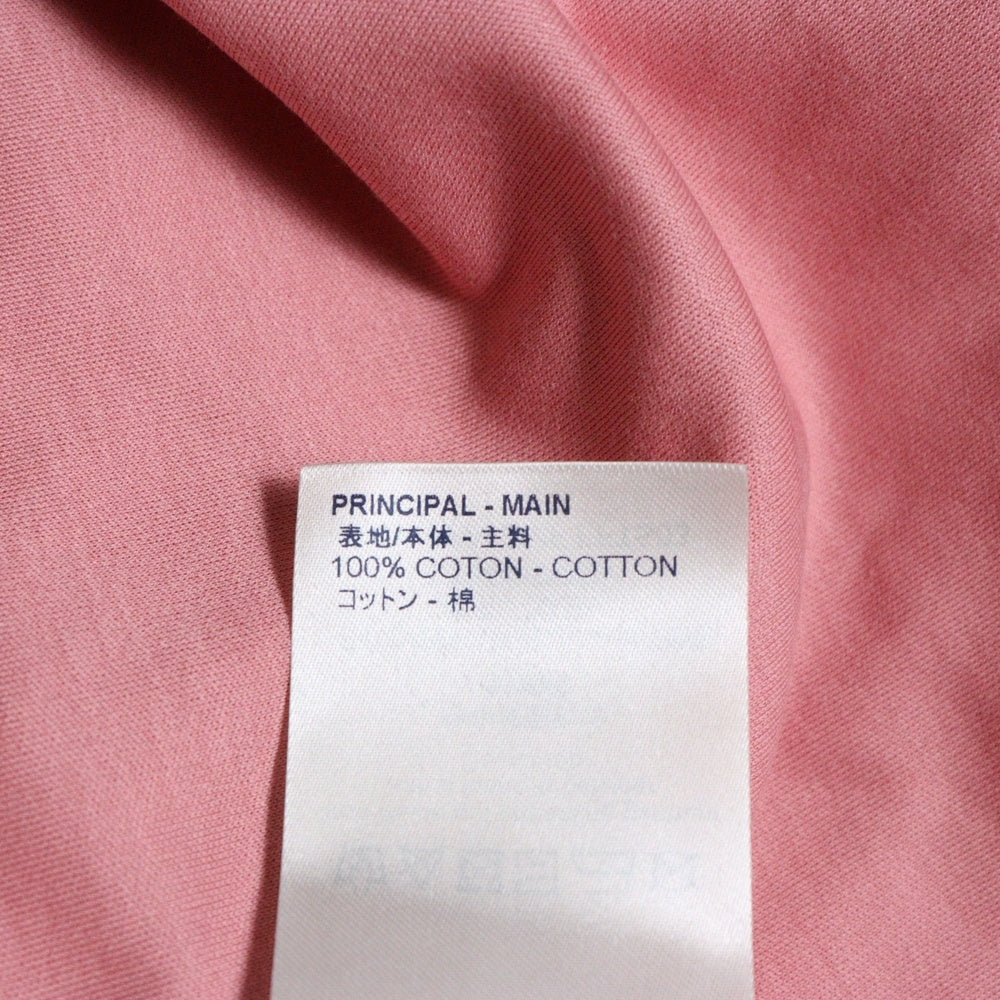 PRINCIPAL - MAIN
表地/本体 - 主料
100% COTON - COTTON
コットン - 棉